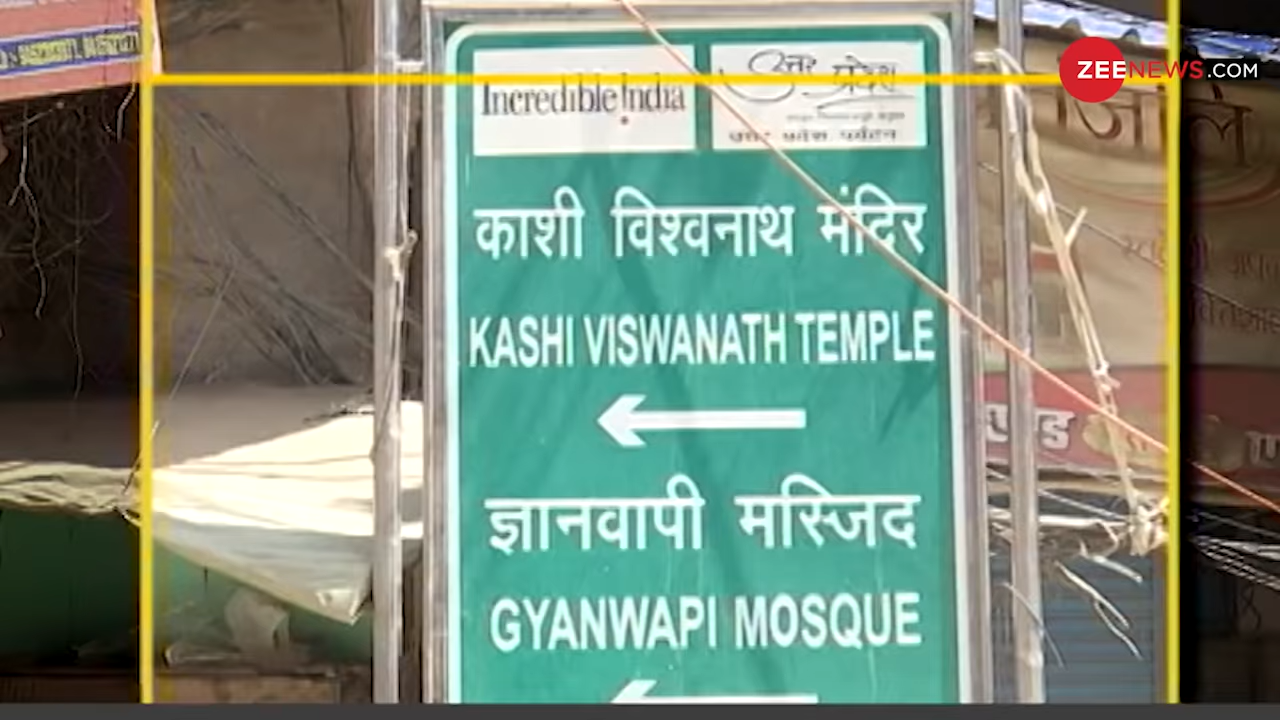 ZEENEWS.COM
Incredible India
उत्तर प्रदेश
उत्तर प्रदेश पर्यटन
काशी विश्वनाथ मंदिर
KASHI VISWANATH TEMPLE
ज्ञानवापी मस्जिद
GYANWAPI MOSQUE